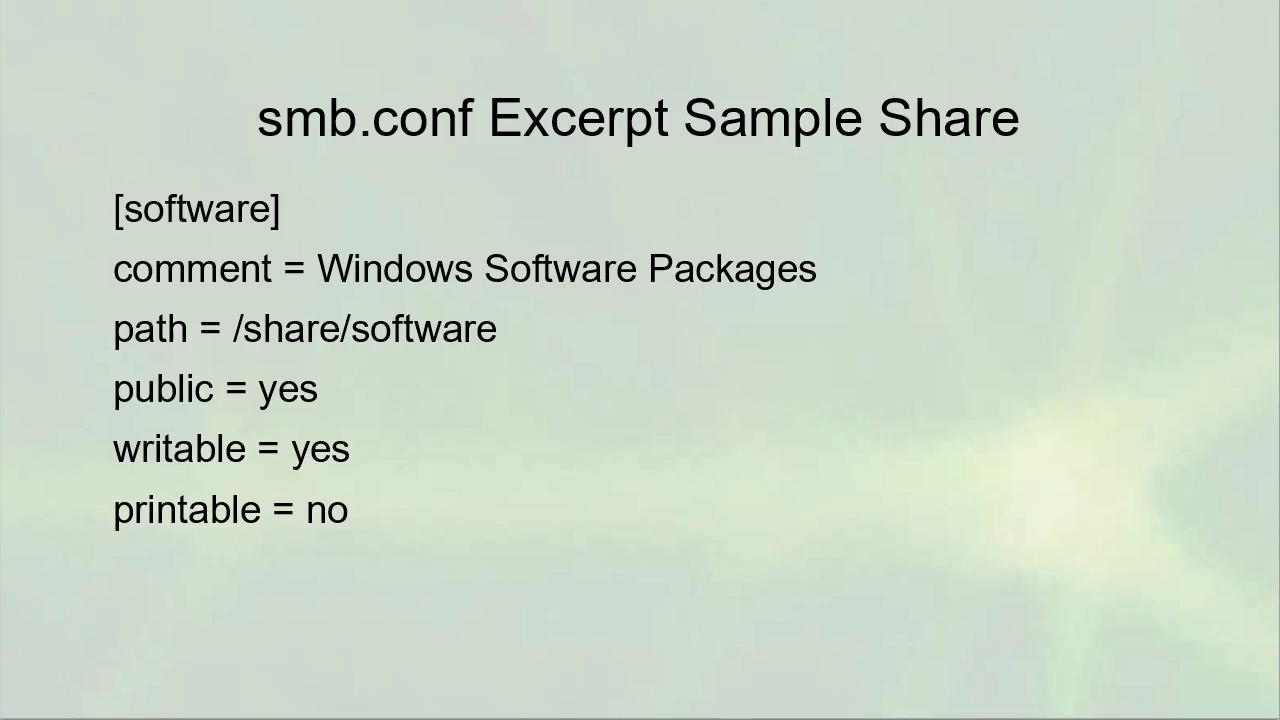 smb.conf Excerpt Sample Share
[software]
comment = Windows Software Packages
path = /share/software
public = yes
writable = yes
printable = no